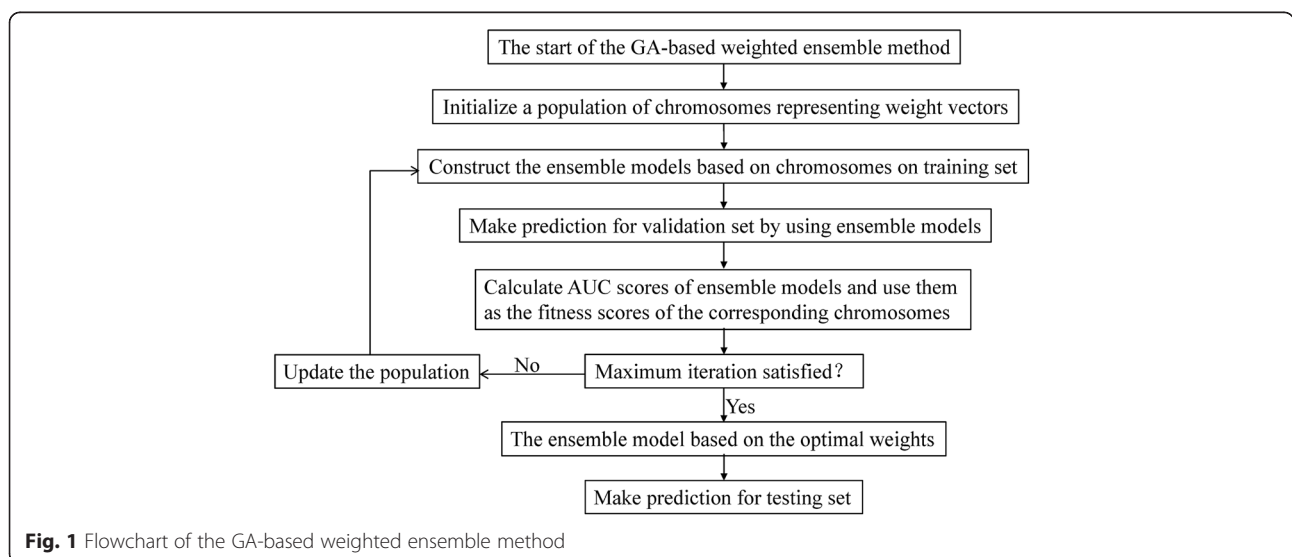 The start of the GA-based weighted ensemble method
Initialize a population of chromosomes representing weight vectors
Construct the ensemble models based on chromosomes on training set
Make prediction for validation set by using ensemble models
Calculate AUC scores of ensemble models and use them
as the fitness scores of the corresponding chromosomes
Update the population
No
Maximum iteration satisfied？
Yes
The ensemble model based on the optimal weights
Make prediction for testing set
Fig. 1 Flowchart of the GA-based weighted ensemble method